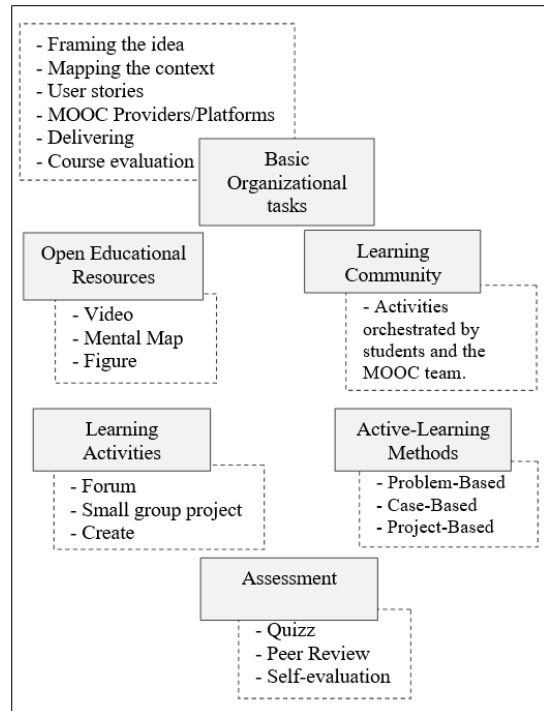 - Framing the idea
- Mapping the context
- User stories
- MOOC Providers/Platforms
- Delivering
- Course evaluation
Basic
Organizational
tasks
Open Educational
Resources
- Video
- Mental Map
- Figure
Learning
Community
- Activities
orchestrated by
students and the
MOOC team.
Learning
Activities
- Forum
- Small group project
- Create
Active-Learning
Methods
- Problem-Based
- Case-Based
- Project-Based
Assessment
- Quizz
- Peer Review
- Self-evaluation